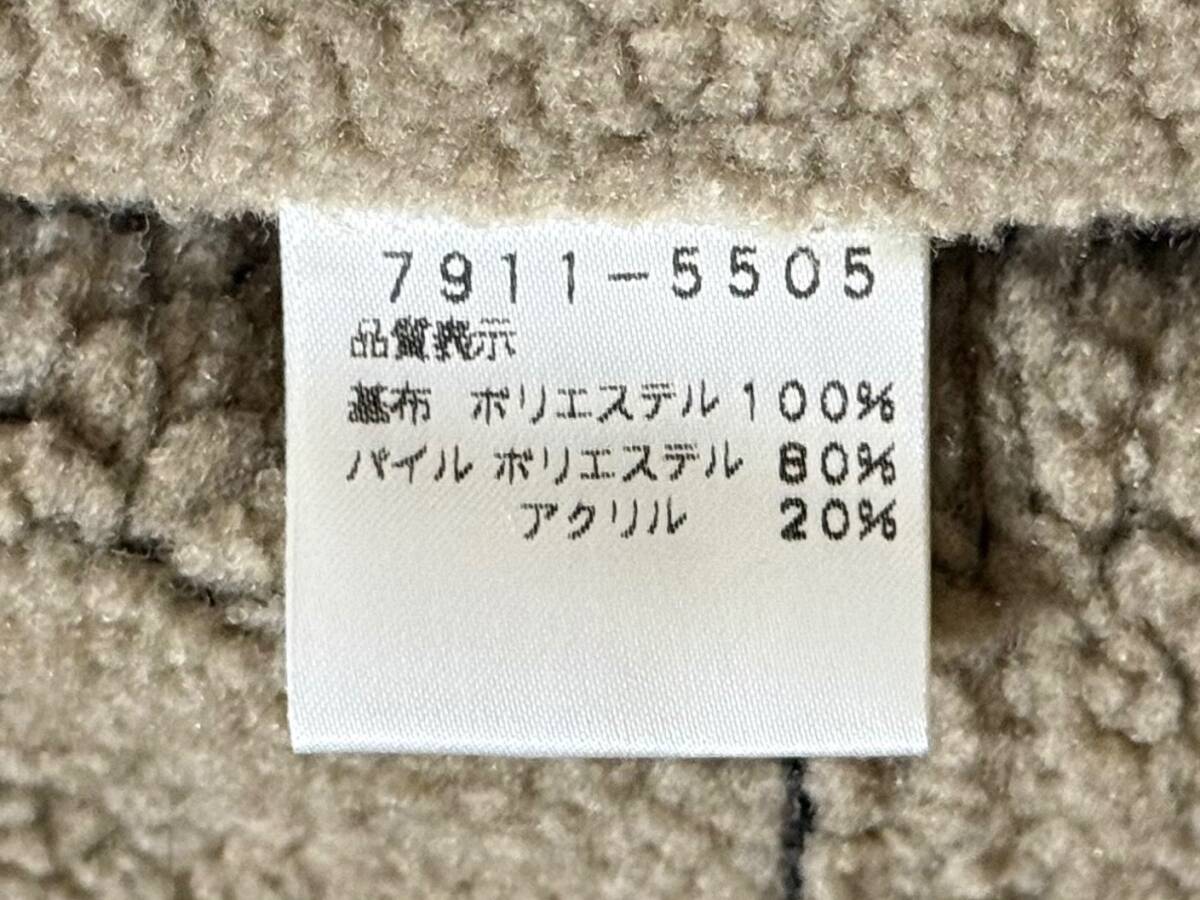 7911-5505
品質表示
基布 ポリエステル 100%
パイル ポリエステル 80%
アクリル 20%